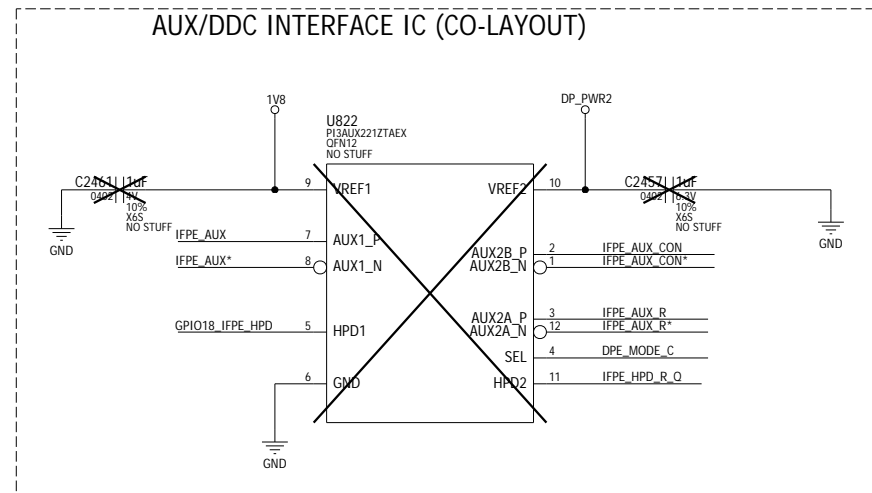 AUX/DDC INTERFACE IC (CO-LAYOUT)
1V8
DP_PWR2
U822
PI3AUX221ZTAEX
QFN12
NO STUFF
C2461 1uF
0402 4V
10%
X6S
NO STUFF
GND
9 VREF1
VREF2 10
C2457 1uF
0402 6.3V
10%
X6S
NO STUFF
GND
IFPE_AUX 7 AUX1_P
IFPE_AUX* 8 AUX1_N
AUX2B_P 2 IFPE_AUX_CON
AUX2B_N 1 IFPE_AUX_CON*
AUX2A_P 3 IFPE_AUX_R
AUX2A_N 12 IFPE_AUX_R*
GPIO18_IFPE_HPD 5 HPD1
SEL 4 DPE_MODE_C
6 GND
HPD2 11 IFPE_HPD_R_Q
GND